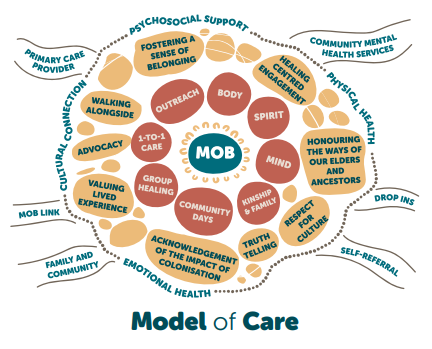 PSYCHOSOCIAL SUPPORT
FOSTERING A
SENSE OF
BELONGING
COMMUNITY MENTAL
HEALTH SERVICES
PRIMARY CARE
PROVIDER
HEALING
CENTRED
ENGAGEMENT
PHYSICAL HEALTH
CULTURAL CONNECTION
WALKING
ALONGSIDE
OUTREACH
BODY
SPIRIT
ADVOCACY
1-TO-1
CARE
MOB
MIND
HONOURING
THE WAYS OF
OUR ELDERS
AND
ANCESTORS
VALUING
LIVED
EXPERIENCE
GROUP
HEALING
COMMUNITY
DAYS
KINSHIP
& FAMILY
RESPECT
FOR
CULTURE
DROP INS
MOB LINK
TRUTH
TELLING
ACKNOWLEDGEMENT
OF THE IMPACT OF
COLONISATION
SELF-REFERRAL
FAMILY AND
COMMUNITY
EMOTIONAL HEALTH
Model of Care